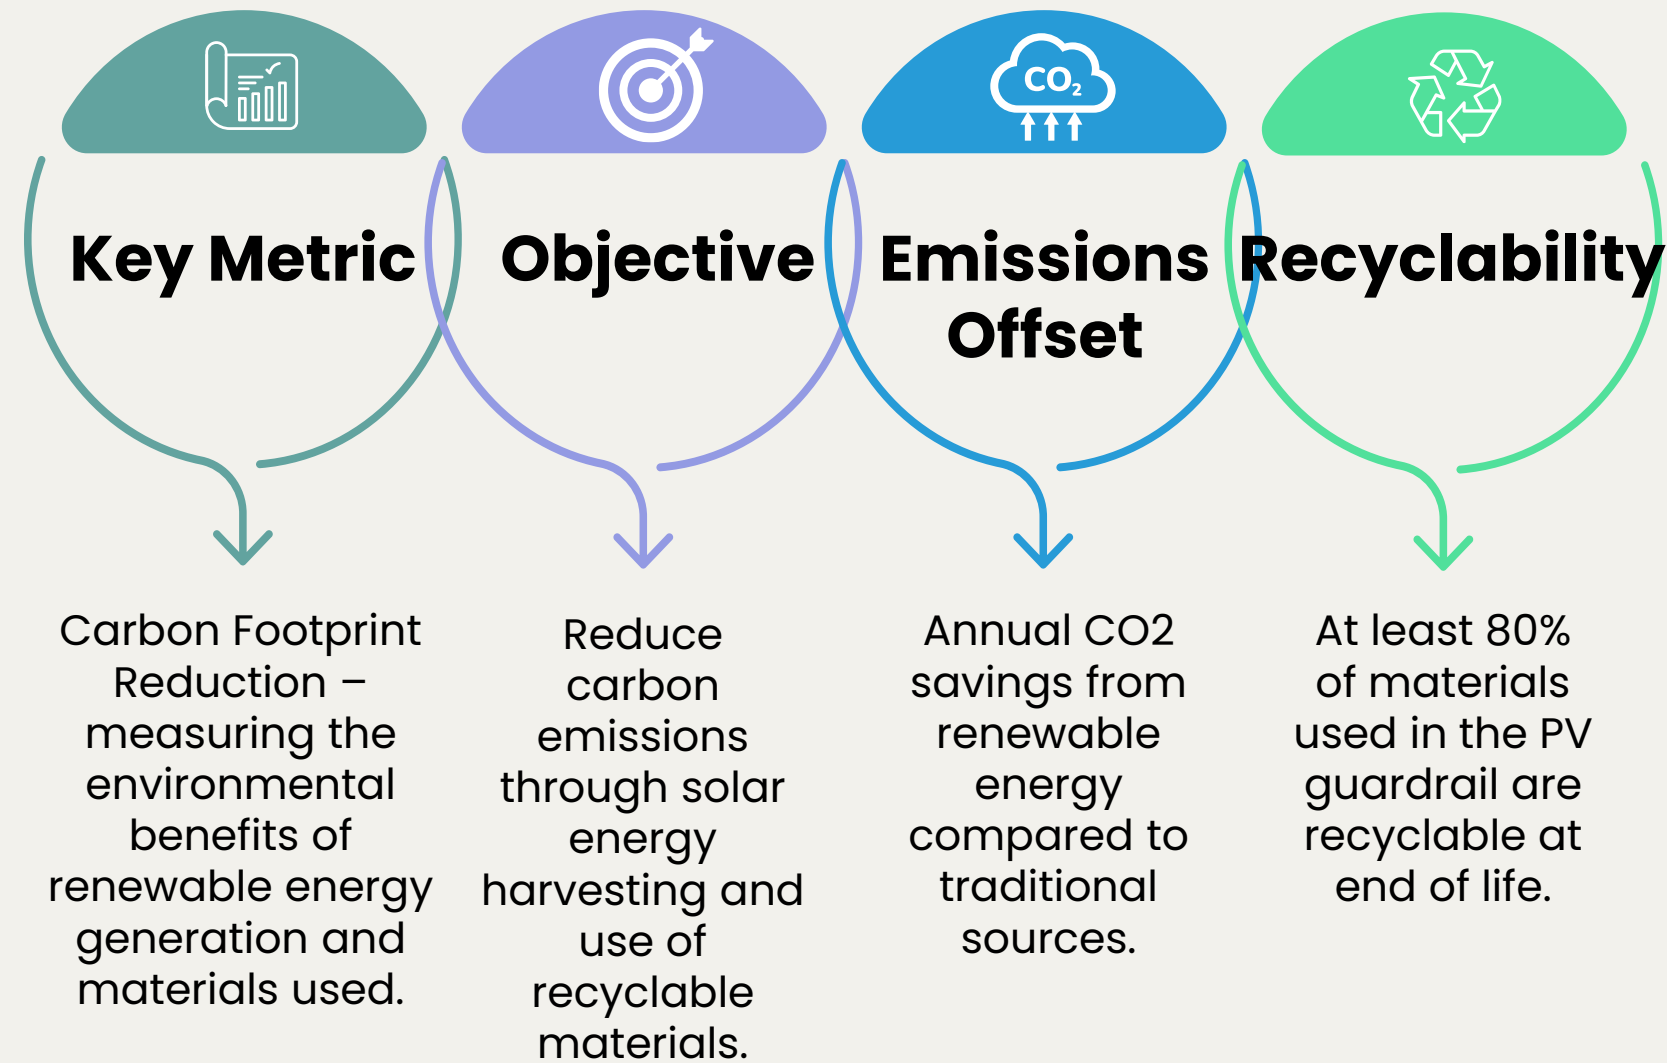 CO₂
Key Metric
Objective
Emissions
Offset
Recyclability
Carbon Footprint
Reduction –
measuring the
environmental
benefits of
renewable energy
generation and
materials used.
Reduce
carbon
emissions
through solar
energy
harvesting and
use of
recyclable
materials.
Annual CO2
savings from
renewable
energy
compared to
traditional
sources.
At least 80%
of materials
used in the PV
guardrail are
recyclable at
end of life.